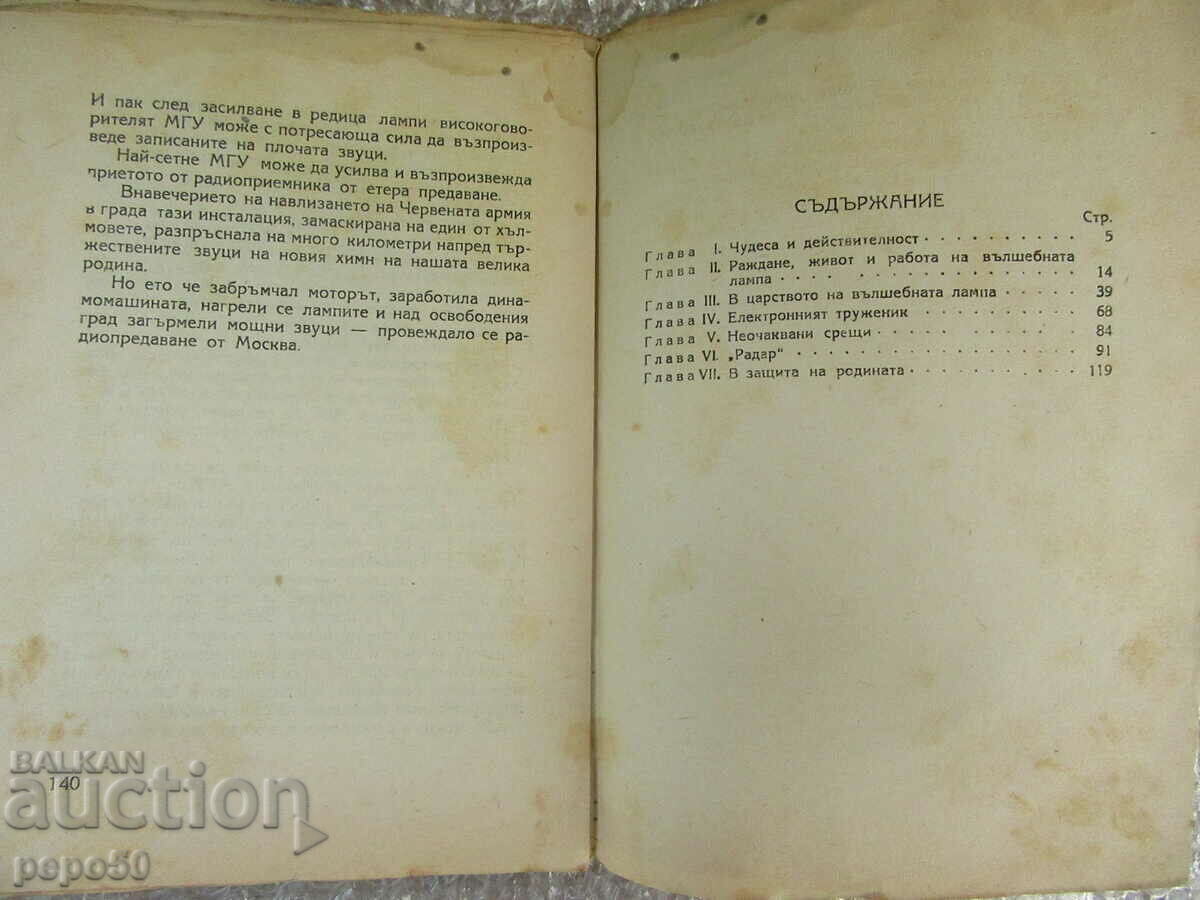 И пак след засилване в редица лампи високогово-
рителят МГУ може с потресающа сила да възпроиз-
веде записаните на плочата звуци.
Най-сетне МГУ може да усилва и възпроизвежда
приетото от радиоприемника от етера предаване.
Внавечерието на навлизането на Червената армия
в града тази инсталация, замаскирана на един от хъл-
мовете, разпръснала на много километри напред тър-
жествените звуци на новия химн на нашата велика
родина.
Но ето че забръмчал моторът, заработила дина-
момашината, нагрели се лампите и над освободения
град загърмели мощни звуци — провеждало се ра-
диопредаване от Москва.
140
СЪДЪРЖАНИЕ
Стр.
Глава I. Чудеса и действителност . . . . . . . . . . 5
Глава II. Раждане, живот и работа на вълшебната
лампа . . . . . . . . . . . . . . . 14
Глава III. В царството на вълшебната лампа . . . . . 39
Глава IV. Електронният труженик . . . . . . . . . . 68
Глава V. Неочаквани срещи . . . . . . . . . . . . 84
Глава VI. „Радар“ . . . . . . . . . . . . . . . 91
Глава VII. В защита на родината . . . . . . . . . . 119
BALKAN
auction
pepo50